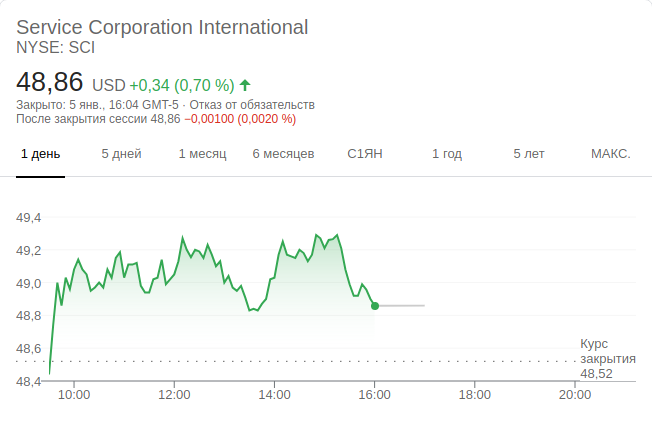 Service Corporation International
NYSE: SCI
48,86 USD +0,34 (0,70 %)
Закрыто: 5 янв., 16:04 GMT-5 · Отказ от обязательств
После закрытия сессии 48,86 −0,00100 (0,0020 %)
1 день 5 дней 1 месяц 6 месяцев С1ЯН 1 год 5 лет МАКС.
49,4
49,2
49,0
48,8
48,6
48,4
Курс
закрытия
48,52
10:00 12:00 14:00 16:00 18:00 20:00